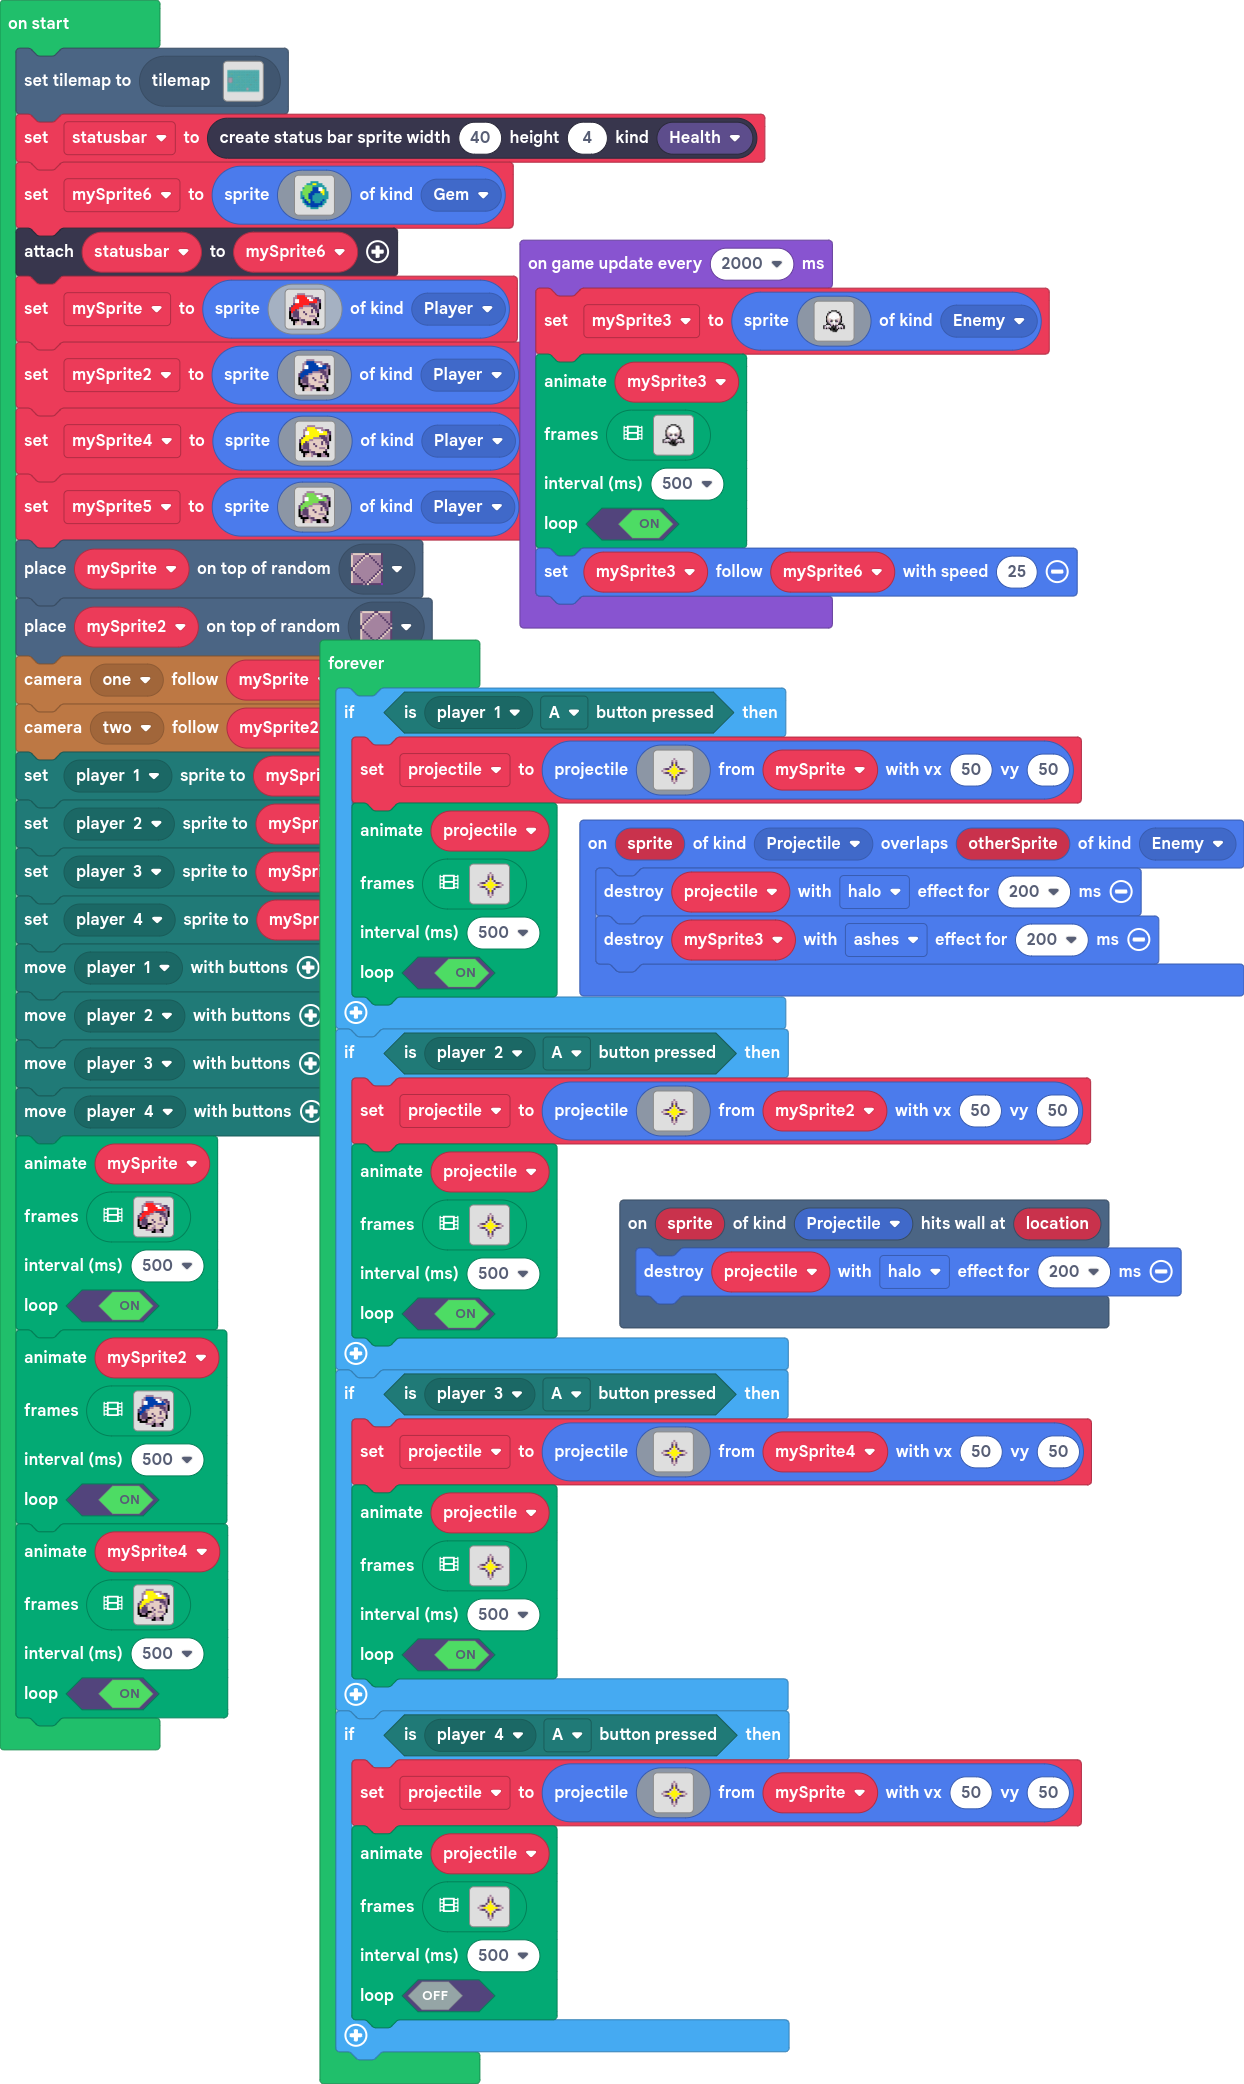 on start
set tilemap to tilemap
set statusbar to create status bar sprite width 40 height 4 kind Health
set mySprite6 to sprite of kind Gem
attach statusbar to mySprite6
set mySprite to sprite of kind Player
set mySprite2 to sprite of kind Player
set mySprite4 to sprite of kind Player
set mySprite5 to sprite of kind Player
place mySprite on top of random
place mySprite2 on top of random
camera one follow mySprite
camera two follow mySprite2
set player 1 sprite to mySpri
set player 2 sprite to mySpr
set player 3 sprite to mySpr
set player 4 sprite to mySpr
move player 1 with buttons
move player 2 with buttons
move player 3 with buttons
move player 4 with buttons
animate mySprite
frames
interval (ms) 500
loop ON
animate mySprite2
frames
interval (ms) 500
loop ON
animate mySprite4
frames
interval (ms) 500
loop ON
on game update every 2000 ms
set mySprite3 to sprite of kind Enemy
animate mySprite3
frames
interval (ms) 500
loop ON
set mySprite3 follow mySprite6 with speed 25
forever
if is player 1 A button pressed then
set projectile to projectile from mySprite with vx 50 vy 50
animate projectile
frames
interval (ms) 500
loop ON
if is player 2 A button pressed then
set projectile to projectile from mySprite2 with vx 50 vy 50
animate projectile
frames
interval (ms) 500
loop ON
if is player 3 A button pressed then
set projectile to projectile from mySprite4 with vx 50 vy 50
animate projectile
frames
interval (ms) 500
loop ON
if is player 4 A button pressed then
set projectile to projectile from mySprite with vx 50 vy 50
animate projectile
frames
interval (ms) 500
loop OFF
on sprite of kind Projectile overlaps otherSprite of kind Enemy
destroy projectile with halo effect for 200 ms
destroy mySprite3 with ashes effect for 200 ms
on sprite of kind Projectile hits wall at location
destroy projectile with halo effect for 200 ms